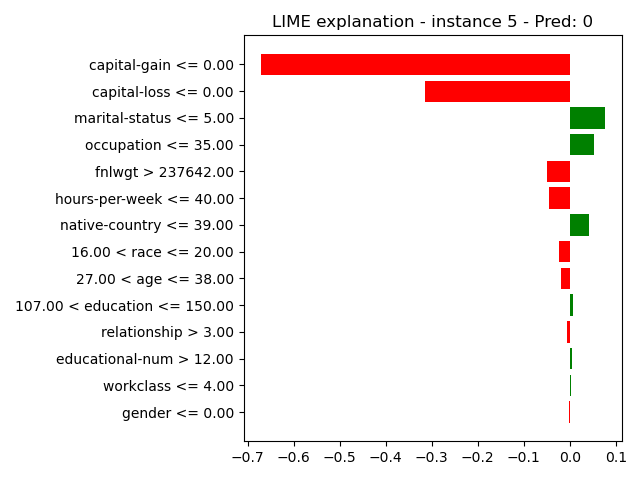 LIME explanation - instance 5 - Pred: 0
capital-gain <= 0.00
capital-loss <= 0.00
marital-status <= 5.00
occupation <= 35.00
fnlwgt > 237642.00
hours-per-week <= 40.00
native-country <= 39.00
16.00 < race <= 20.00
27.00 < age <= 38.00
107.00 < education <= 150.00
relationship > 3.00
educational-num > 12.00
workclass <= 4.00
gender <= 0.00
−0.7 −0.6 −0.5 −0.4 −0.3 −0.2 −0.1 0.0 0.1